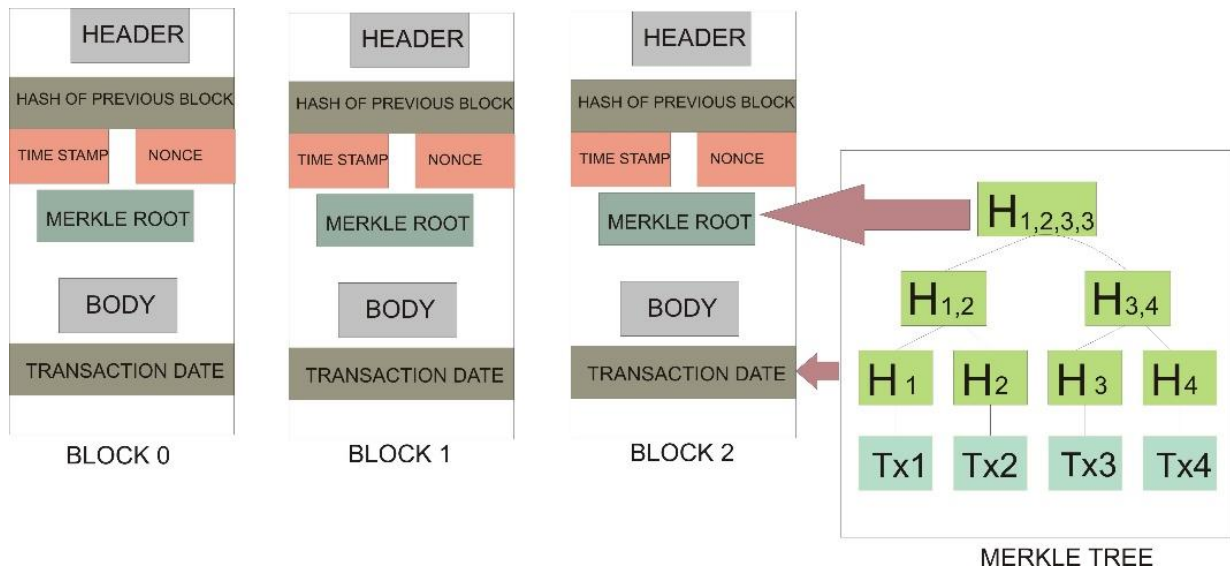 HEADER
HASH OF PREVIOUS BLOCK
TIME STAMP
NONCE
MERKLE ROOT
BODY
TRANSACTION DATE
BLOCK 0
HEADER
HASH OF PREVIOUS BLOCK
TIME STAMP
NONCE
MERKLE ROOT
BODY
TRANSACTION DATE
BLOCK 1
HEADER
HASH OF PREVIOUS BLOCK
TIME STAMP
NONCE
MERKLE ROOT
BODY
TRANSACTION DATE
BLOCK 2
H1,2,3,3
H1,2
H3,4
H1
H2
H3
H4
Tx1
Tx2
Tx3
Tx4
MERKLE TREE